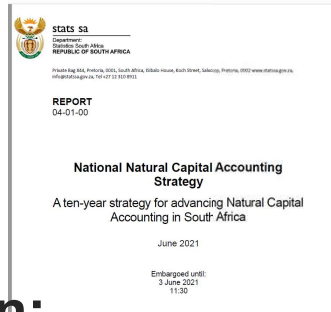 stats sa
Department:
Statistics South Africa
REPUBLIC OF SOUTH AFRICA
Private Bag X44, Pretoria, 0001, South Africa, ISIbalo House, Koch Street, Salvokop, Pretoria, 0002 www.statssa.gov.za,
info@statssa.gov.za, Tel +27 12 310 8911
REPORT
04-01-00
National Natural Capital Accounting
Strategy
A ten-year strategy for advancing Natural Capital
Accounting in South Africa
June 2021
Embargoed until:
3 June 2021
11:30